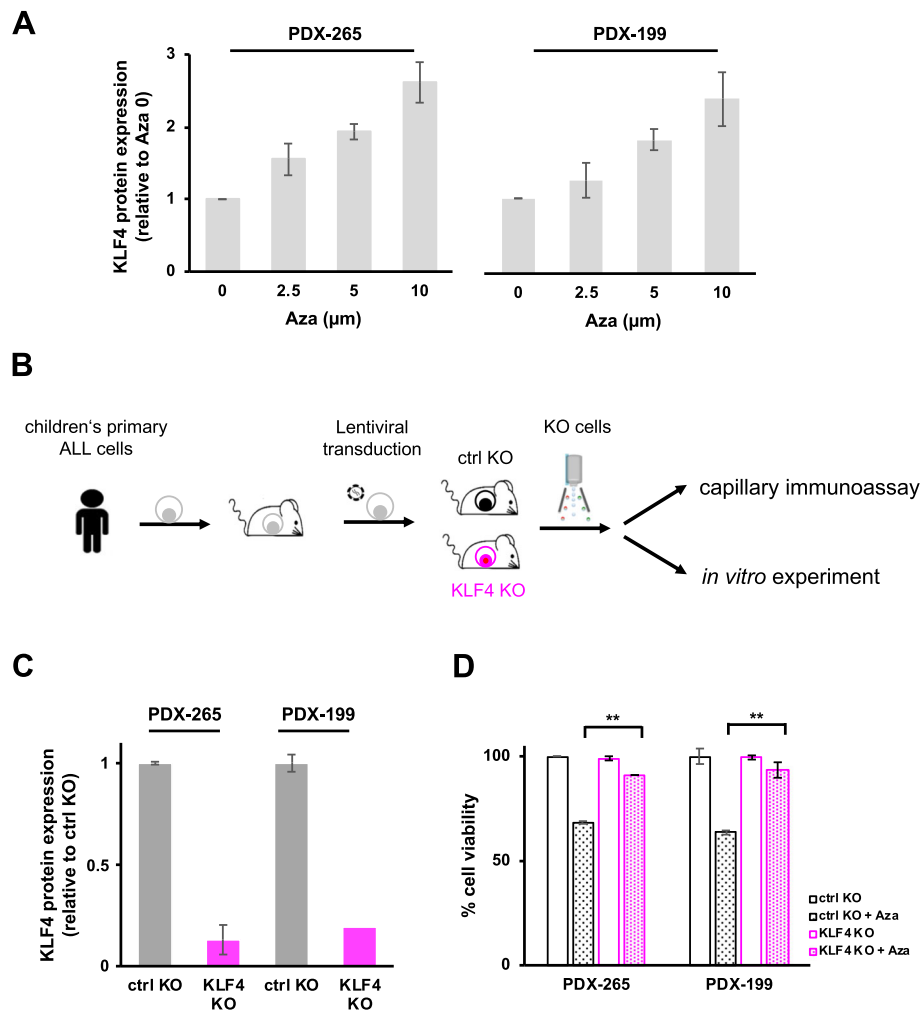 A
PDX-265
PDX-199
KLF4 protein expression
(relative to Aza 0)
3
2
1
0
0 2.5 5 10
Aza (µm)
0 2.5 5 10
Aza (µm)
B
children‘s primary
ALL cells
Lentiviral
transduction
ctrl KO
KLF4 KO
KO cells
capillary immunoassay
in vitro experiment
C
PDX-265
PDX-199
KLF4 protein expression
(relative to ctrl KO)
1
0.5
0
ctrl KO
KLF4
KO
ctrl KO
KLF4
KO
D
**
**
% cell viability
100
50
0
PDX-265
PDX-199
ctrl KO
ctrl KO + Aza
KLF4 KO
KLF4 KO + Aza